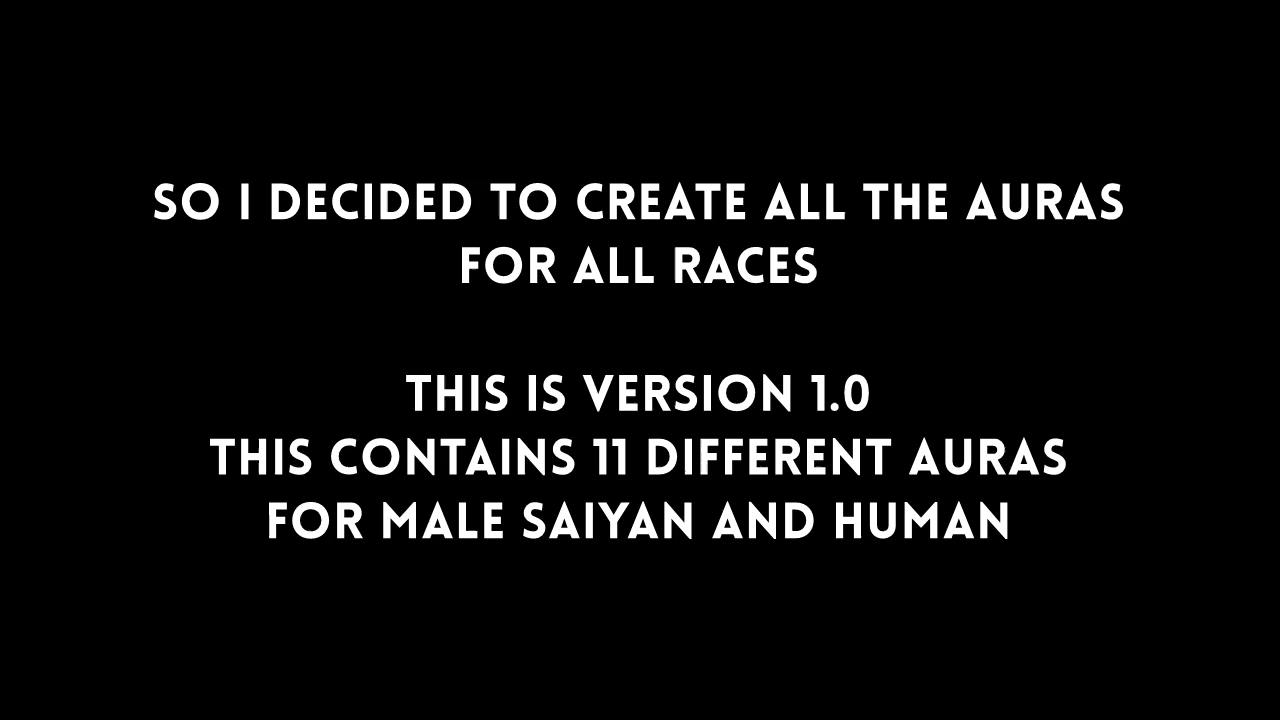 SO I DECIDED TO CREATE ALL THE AURAS
FOR ALL RACES
THIS IS VERSION 1.0
THIS CONTAINS 11 DIFFERENT AURAS
FOR MALE SAIYAN AND HUMAN